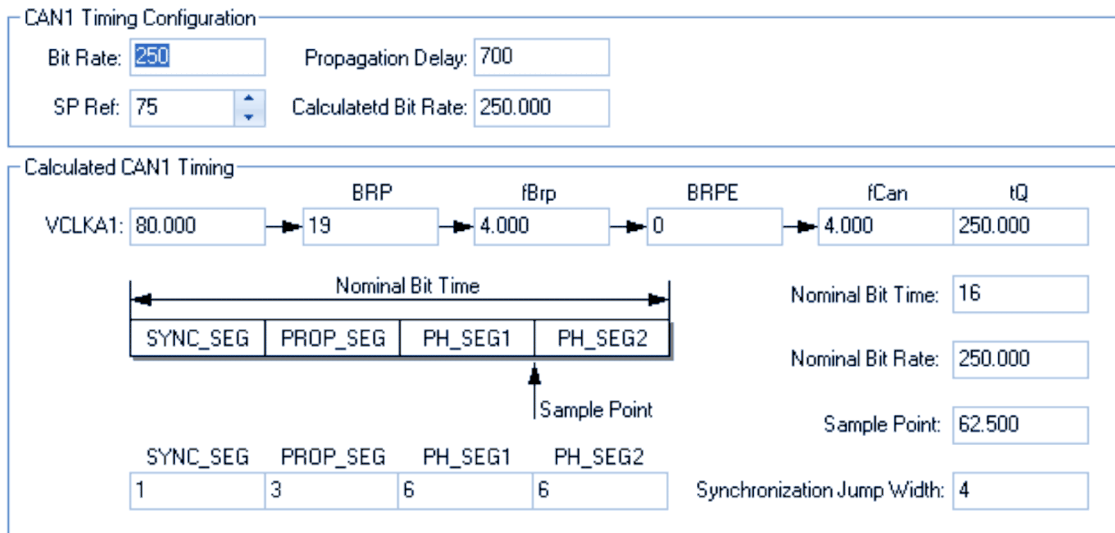 CAN1 Timing Configuration
Bit Rate: 250 Propagation Delay: 700
SP Ref: 75 Calculatetd Bit Rate: 250.000
Calculated CAN1 Timing
BRP fBrp BRPE fCan tQ
VCLKA1: 80.000 19 4.000 0 4.000 250.000
Nominal Bit Time
Nominal Bit Time: 16
SYNC_SEG PROP_SEG PH_SEG1 PH_SEG2
Nominal Bit Rate: 250.000
Sample Point
Sample Point: 62.500
SYNC_SEG PROP_SEG PH_SEG1 PH_SEG2
1 3 6 6
Synchronization Jump Width: 4